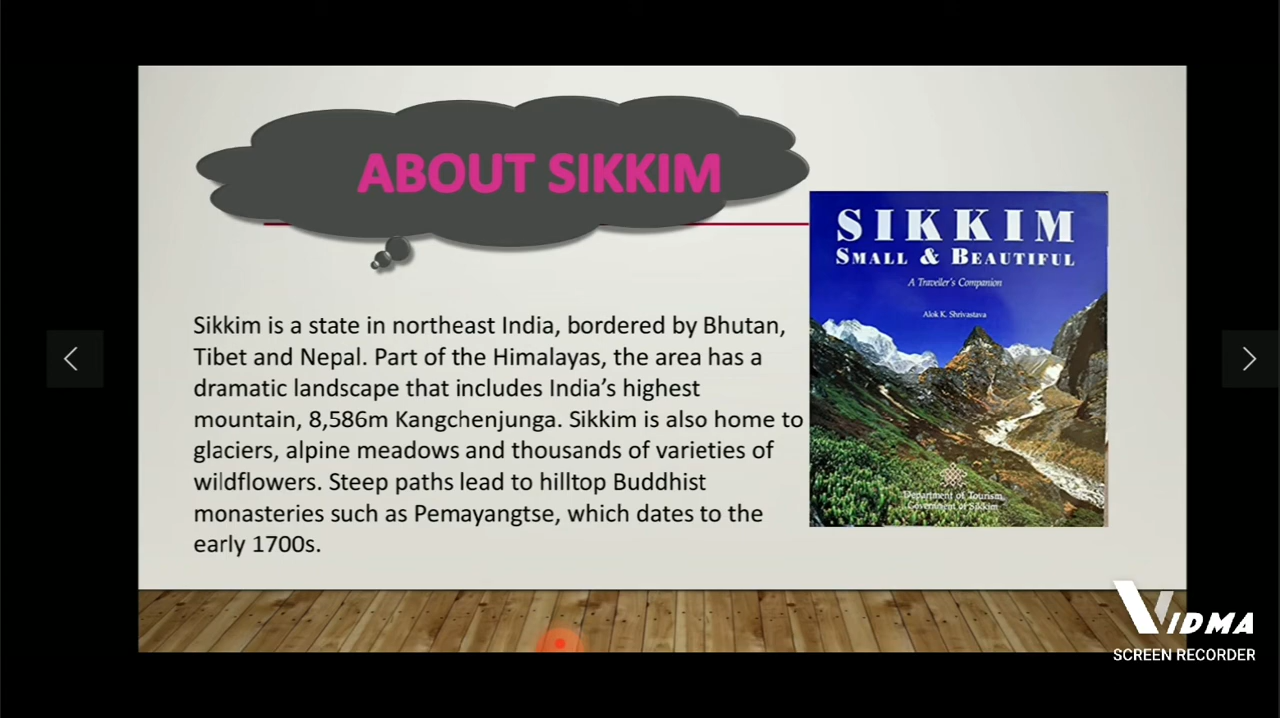 ABOUT SIKKIM
SIKKIM
SMALL & BEAUTIFUL
A Traveller's Companion
Alok K. Shrivastava
Sikkim is a state in northeast India, bordered by Bhutan,
Tibet and Nepal. Part of the Himalayas, the area has a
dramatic landscape that includes India's highest
mountain, 8,586m Kangchenjunga. Sikkim is also home to
glaciers, alpine meadows and thousands of varieties of
wildflowers. Steep paths lead to hilltop Buddhist
monasteries such as Pemayangtse, which dates to the
early 1700s.
Department of Tourism
Government of Sikkim
VIDMA
SCREEN RECORDER